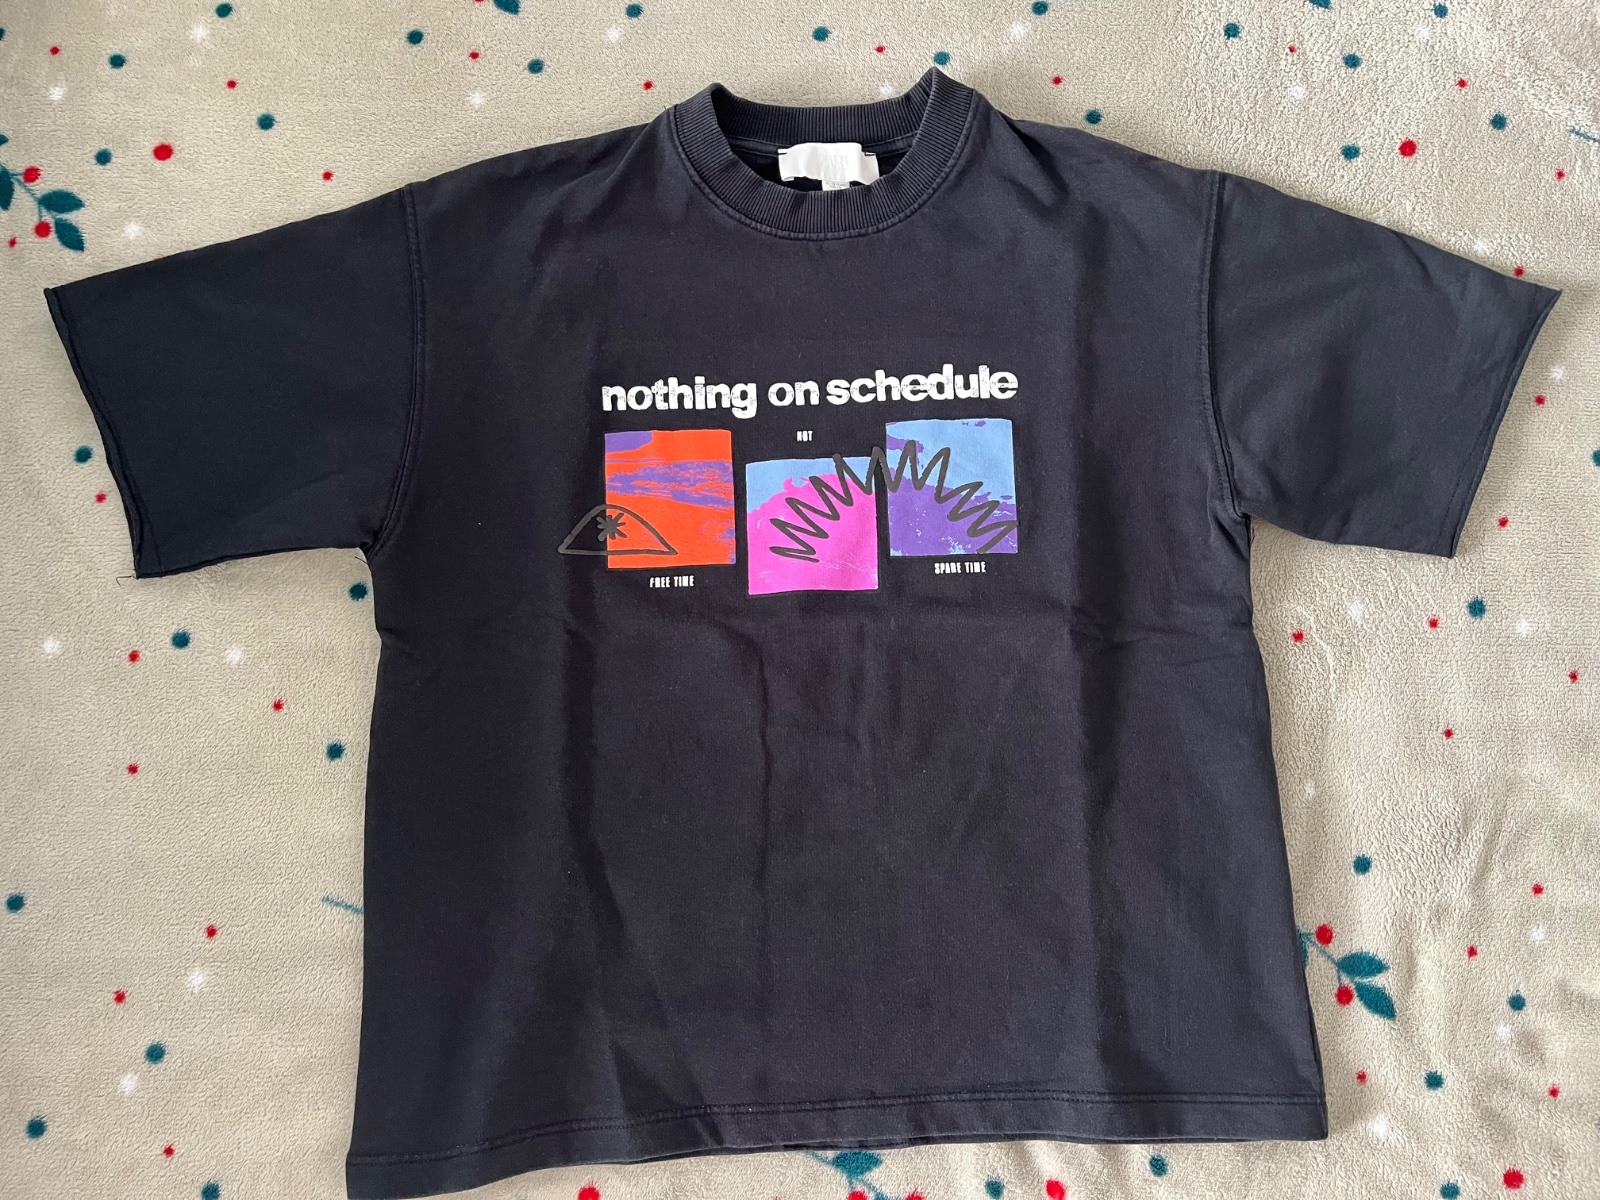 nothing on schedule
NOT
FREE TIME
SPARE TIME